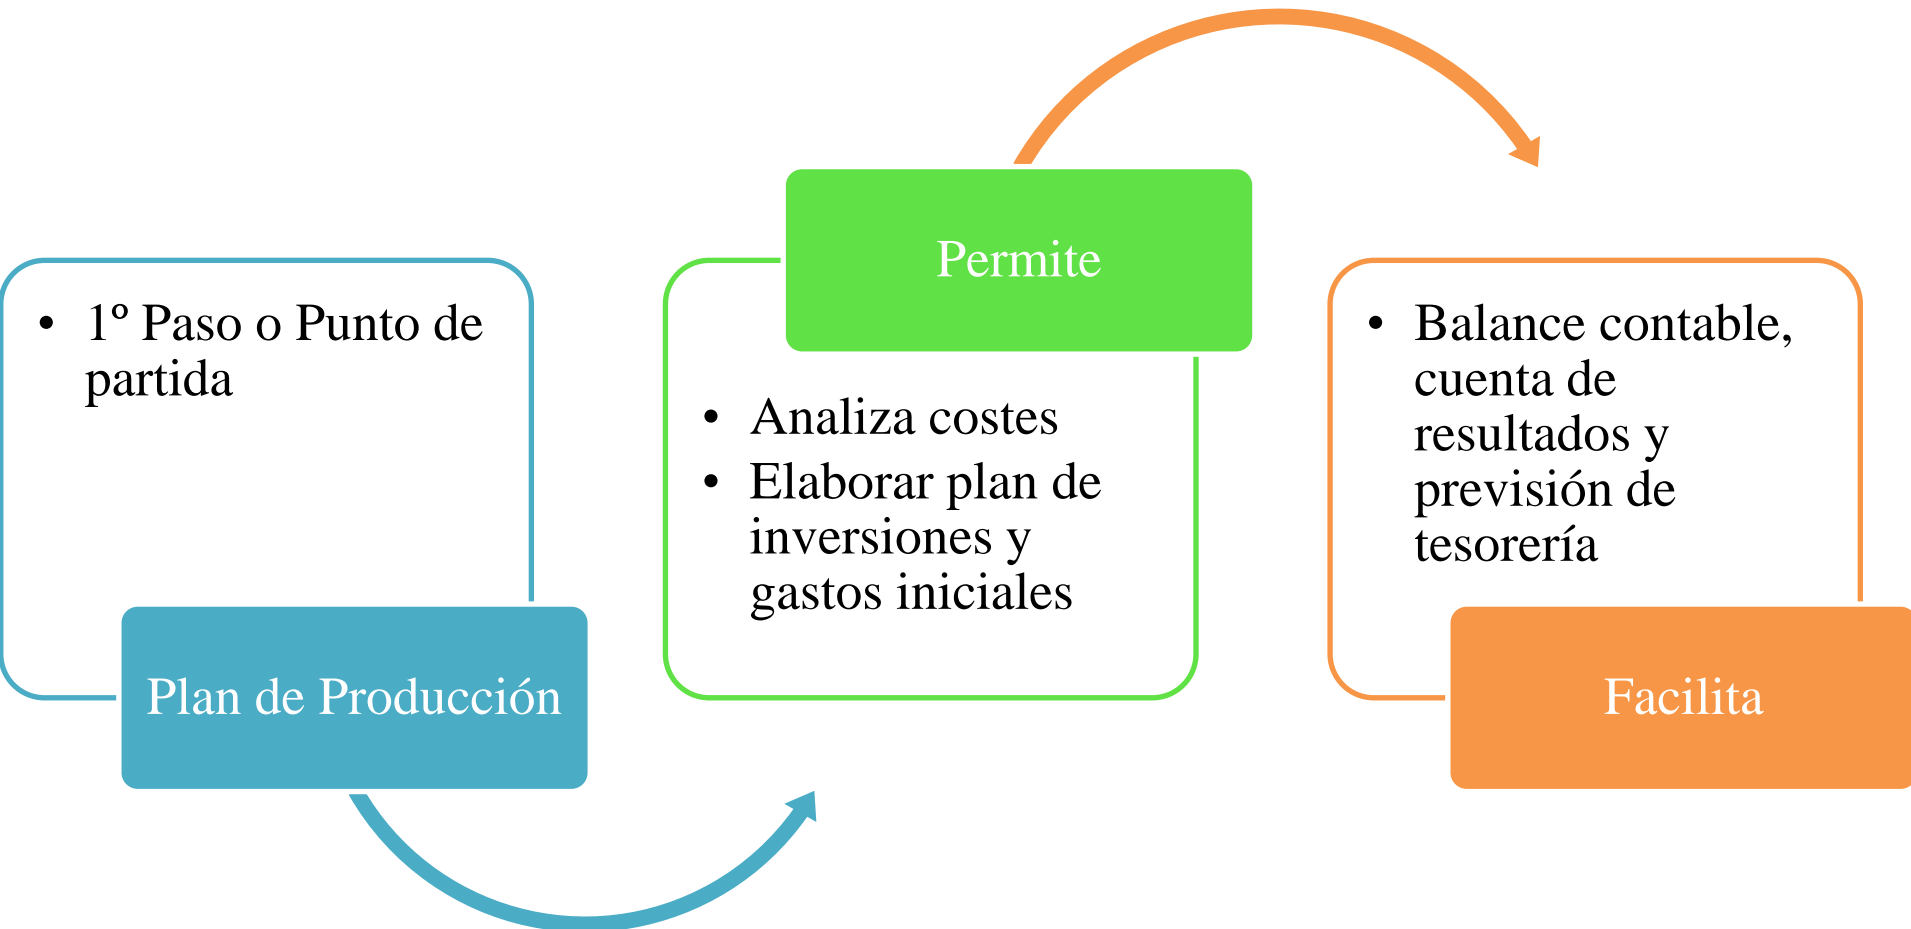 • 1º Paso o Punto de
partida
Plan de Producción
Permite
• Analiza costes
• Elaborar plan de
inversiones y
gastos iniciales
• Balance contable,
cuenta de
resultados y
previsión de
tesorería
Facilita